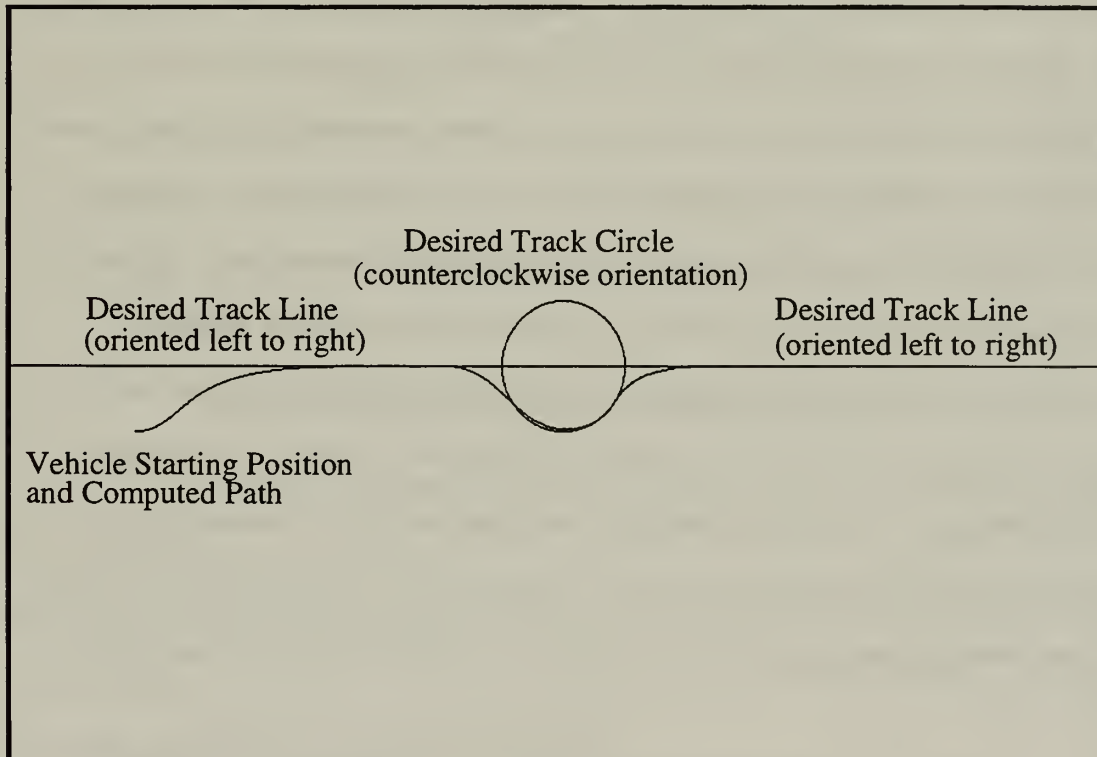 Desired Track Circle
(counterclockwise orientation)
Desired Track Line
(oriented left to right)
Desired Track Line
(oriented left to right)
Vehicle Starting Position
and Computed Path